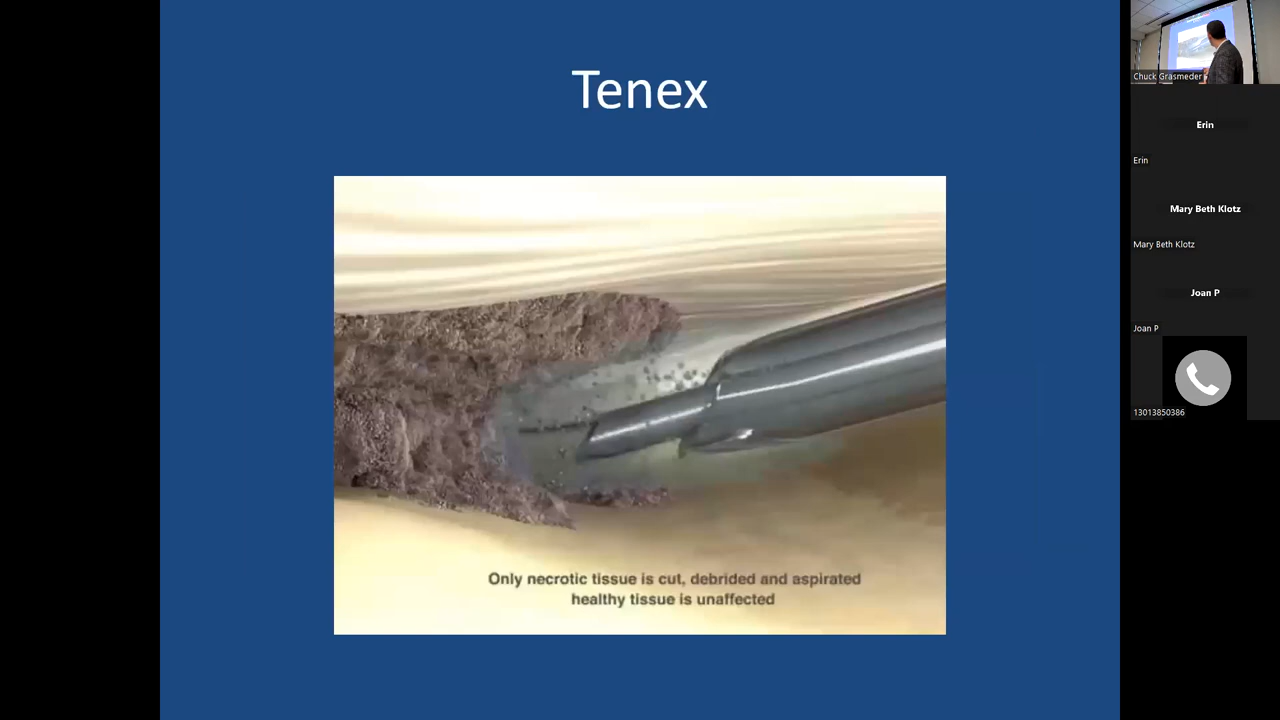 Tenex
Only necrotic tissue is cut, debrided and aspirated
healthy tissue is unaffected
Chuck Grasmeder
Erin
Erin
Mary Beth Klotz
Mary Beth Klotz
Joan P
Joan P
13013850386